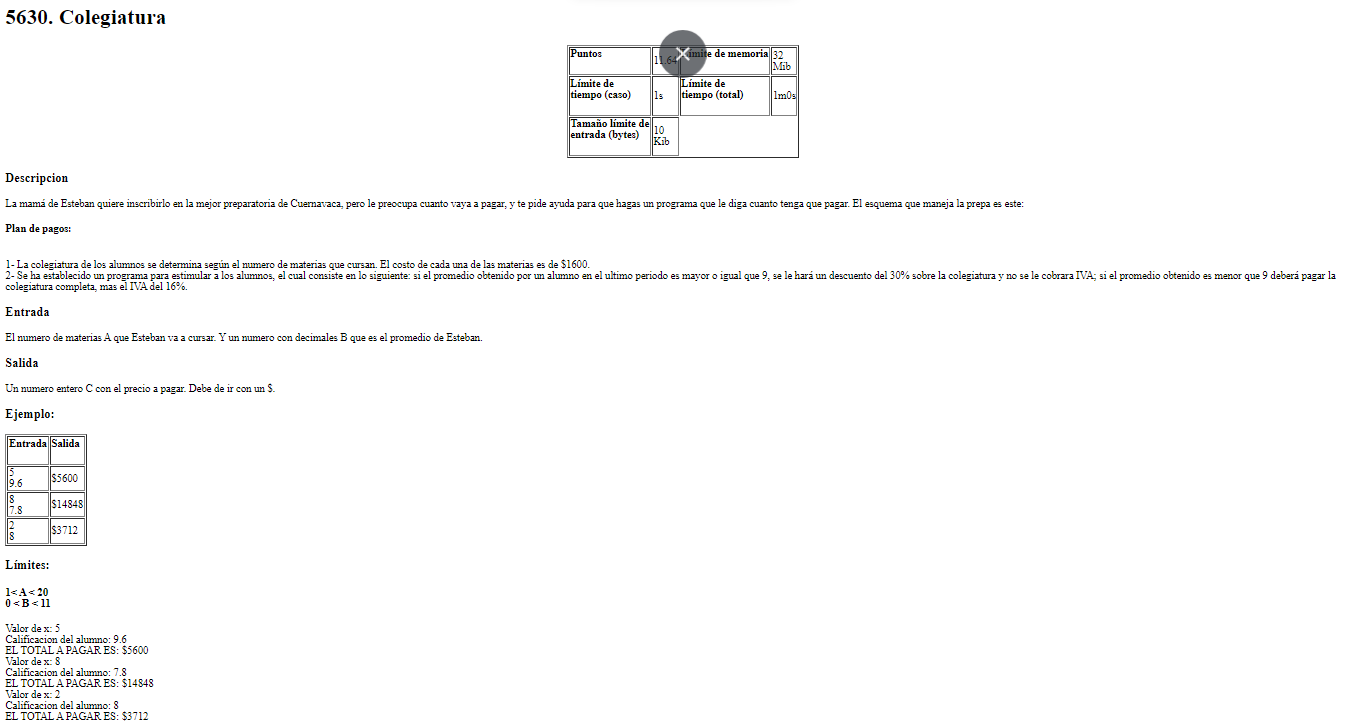 5630. Colegiatura
Puntos 11.64 Límite de memoria 32 Mib
Límite de tiempo (caso) 1s Límite de tiempo (total) 1m0s
Tamaño límite de entrada (bytes) 10 Kib
Descripcion
La mamá de Esteban quiere inscribirlo en la mejor preparatoria de Cuernavaca, pero le preocupa cuanto vaya a pagar, y te pide ayuda para que hagas un programa que le diga cuanto tenga que pagar. El esquema que maneja la prepa es este:
Plan de pagos:
1- La colegiatura de los alumnos se determina según el numero de materias que cursan. El costo de cada una de las materias es de $1600.
2- Se ha establecido un programa para estimular a los alumnos, el cual consiste en lo siguiente: si el promedio obtenido por un alumno en el ultimo periodo es mayor o igual que 9, se le hará un descuento del 30% sobre la colegiatura y no se le cobrara IVA; si el promedio obtenido es menor que 9 deberá pagar la
colegiatura completa, mas el IVA del 16%.
Entrada
El numero de materias A que Esteban va a cursar. Y un numero con decimales B que es el promedio de Esteban.
Salida
Un numero entero C con el precio a pagar. Debe de ir con un $.
Ejemplo:
Entrada Salida
5
9.6 $5600
8
7.8 $14848
2
8 $3712
Límites:
1< A < 20
0 < B < 11
Valor de x: 5
Calificacion del alumno: 9.6
EL TOTAL A PAGAR ES: $5600
Valor de x: 8
Calificacion del alumno: 7.8
EL TOTAL A PAGAR ES: $14848
Valor de x: 2
Calificacion del alumno: 8
EL TOTAL A PAGAR ES: $3712